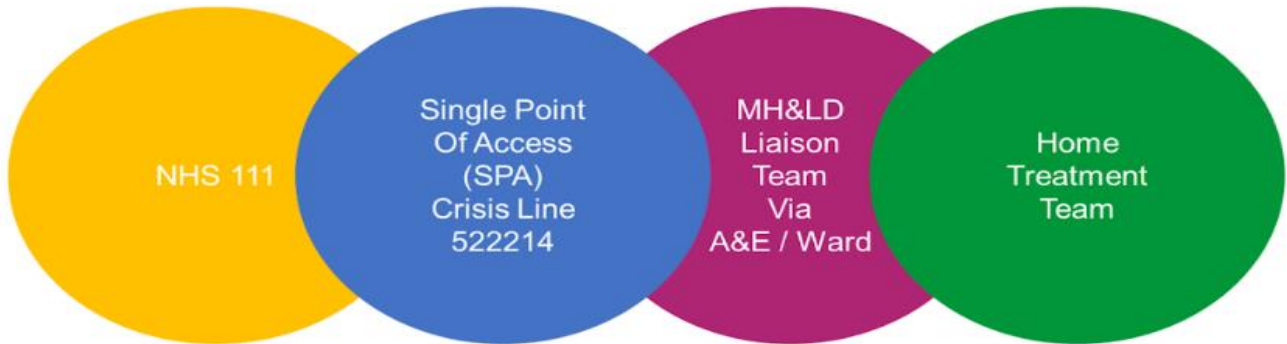 NHS 111
Single Point
Of Access
(SPA)
Crisis Line
522214
MH&LD
Liaison
Team
Via
A&E / Ward
Home
Treatment
Team